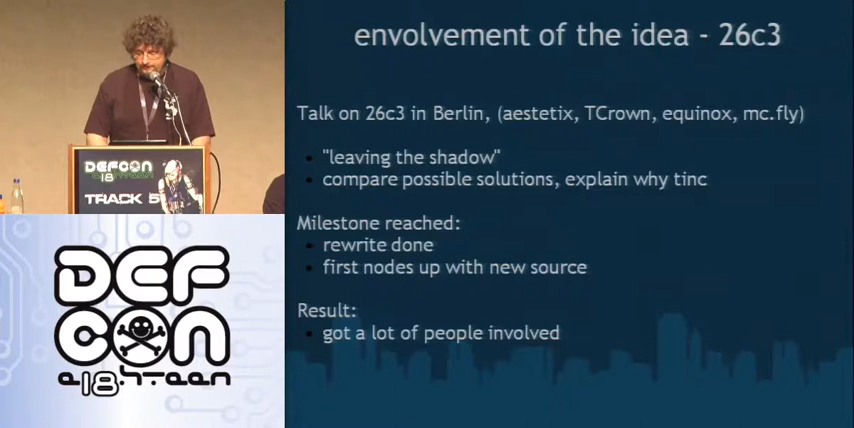 DEFCON
18
TRACK 5
DEF
CON
envolvement of the idea - 26c3
Talk on 26c3 in Berlin, (aestetix, TCrown, equinox, mc.fly)
• "leaving the shadow"
• compare possible solutions, explain why tinc
Milestone reached:
• rewrite done
• first nodes up with new source
Result:
• got a lot of people involved